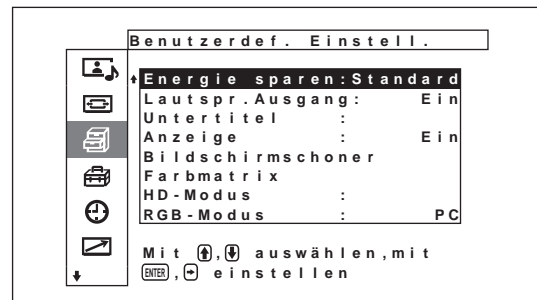 Benutzerdef. Einstell.
Energie sparen:Standard
Lautspr.Ausgang: Ein
Untertitel :
Anzeige : Ein
Bildschirmschoner
Farbmatrix
HD-Modus :
RGB-Modus : PC
Mit ↑,↓ auswählen,mit
ENTER,→ einstellen